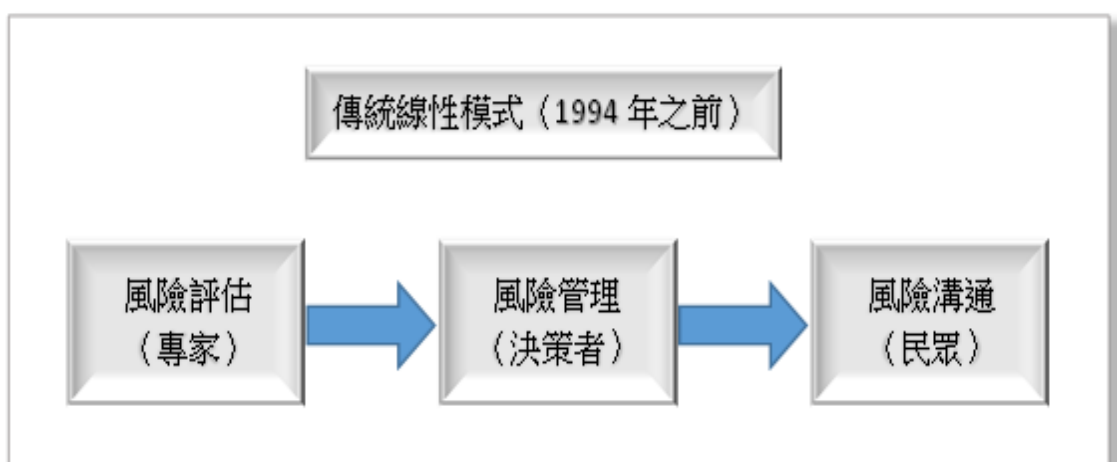 傳統線性模式（1994 年之前）
風險評估
（專家）
風險管理
（決策者）
風險溝通
（民眾）